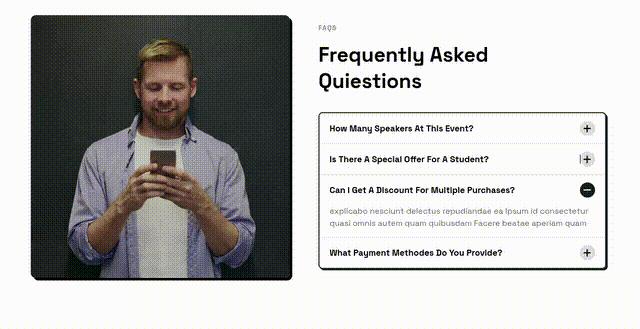 FAQS
Frequently Asked
Quiestions
How Many Speakers At This Event?
Is There A Special Offer For A Student?
Can I Get A Discount For Multiple Purchases?
explicabo nesciunt delectus repudiandae ea Ipsum id consectetur
quasi omnis autem quam quibusdam Facere beatae aperiam quam
What Payment Methodes Do You Provide?